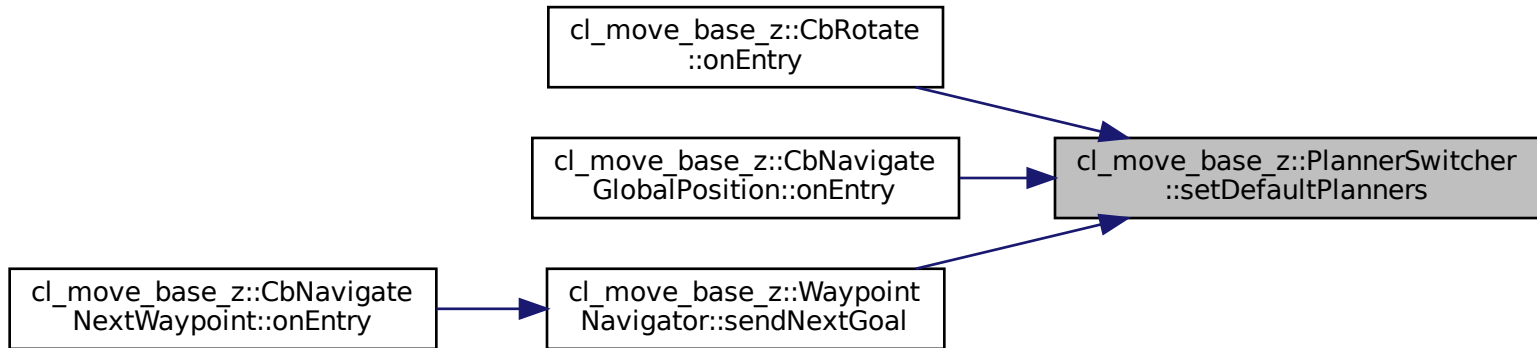 cl_move_base_z::CbRotate
::onEntry
cl_move_base_z::CbNavigate
GlobalPosition::onEntry
cl_move_base_z::PlannerSwitcher
::setDefaultPlanners
cl_move_base_z::CbNavigate
NextWaypoint::onEntry
cl_move_base_z::Waypoint
Navigator::sendNextGoal